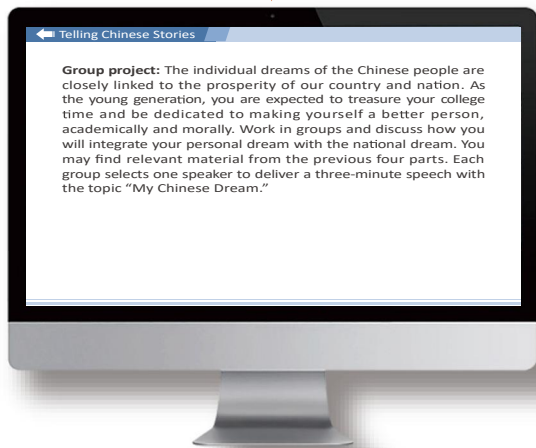 Telling Chinese Stories
Group project: The individual dreams of the Chinese people are
closely linked to the prosperity of our country and nation. As
the young generation, you are expected to treasure your college
time and be dedicated to making yourself a better person,
academically and morally. Work in groups and discuss how you
will integrate your personal dream with the national dream. You
may find relevant material from the previous four parts. Each
group selects one speaker to deliver a three-minute speech with
the topic “My Chinese Dream.”